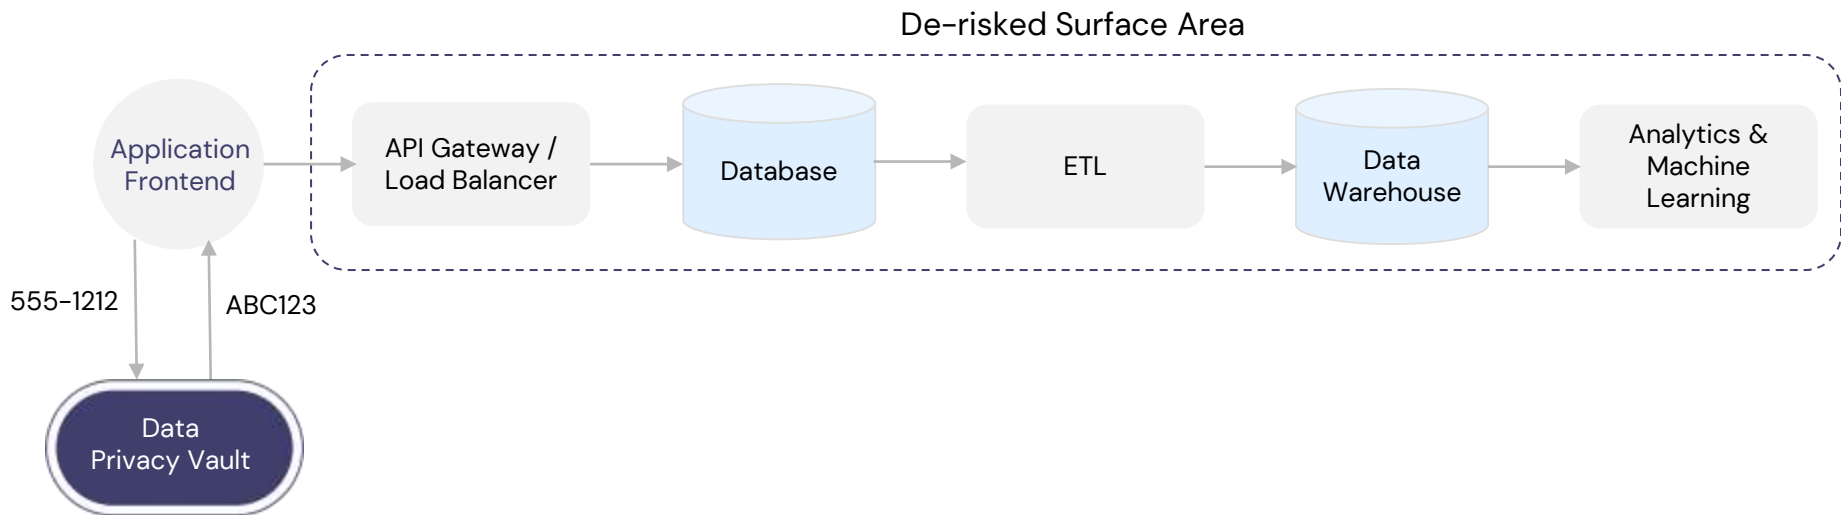 De-risked Surface Area
Application
Frontend
API Gateway /
Load Balancer
Database
ETL
Data
Warehouse
Analytics &
Machine
Learning
555-1212
ABC123
Data
Privacy Vault